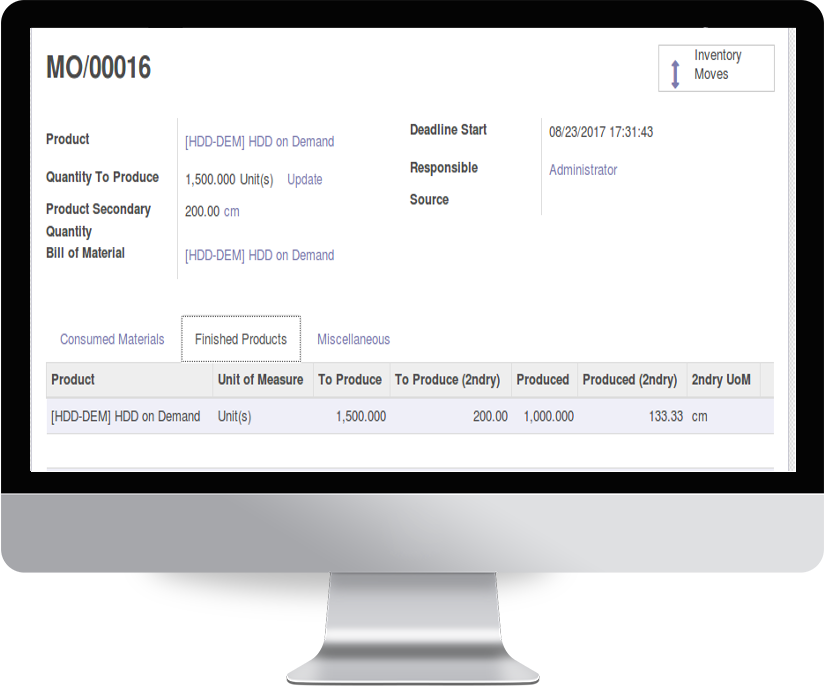 MO/00016
Inventory
Moves
Product
[HDD-DEM] HDD on Demand
Quantity To Produce
1,500.000 Unit(s) Update
Product Secondary
Quantity
200.00 cm
Bill of Material
[HDD-DEM] HDD on Demand
Deadline Start
08/23/2017 17:31:43
Responsible
Administrator
Source
Consumed Materials Finished Products Miscellaneous
Product Unit of Measure To Produce To Produce (2ndry) Produced Produced (2ndry) 2ndry UoM
[HDD-DEM] HDD on Demand Unit(s) 1,500.000 200.00 1,000.000 133.33 cm